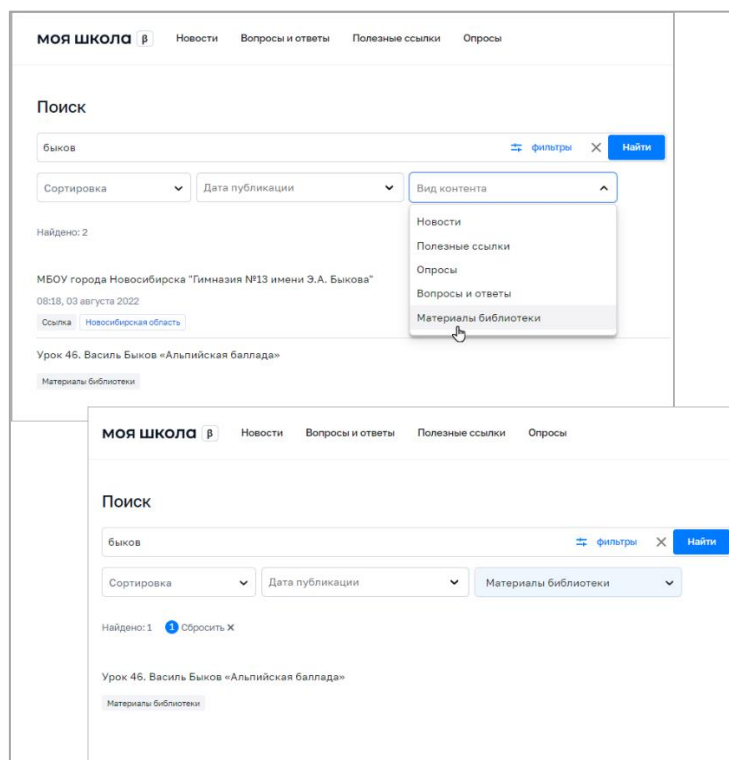 моя школа β Новости Вопросы и ответы Полезные ссылки Опросы
Поиск
быков фильтры Найти
Сортировка Дата публикации Вид контента
Новости
Полезные ссылки
Опросы
Вопросы и ответы
Материалы библиотеки
Найдено: 2
МБОУ города Новосибирска "Гимназия №13 имени Э.А. Быкова"
08:18, 03 августа 2022
Ссылка Новосибирская область
Урок 46. Василь Быков «Альпийская баллада»
Материалы библиотеки
моя школа β Новости Вопросы и ответы Полезные ссылки Опросы
Поиск
быков фильтры Найти
Сортировка Дата публикации Материалы библиотеки
Найдено: 1 1 Сбросить X
Урок 46. Василь Быков «Альпийская баллада»
Материалы библиотеки